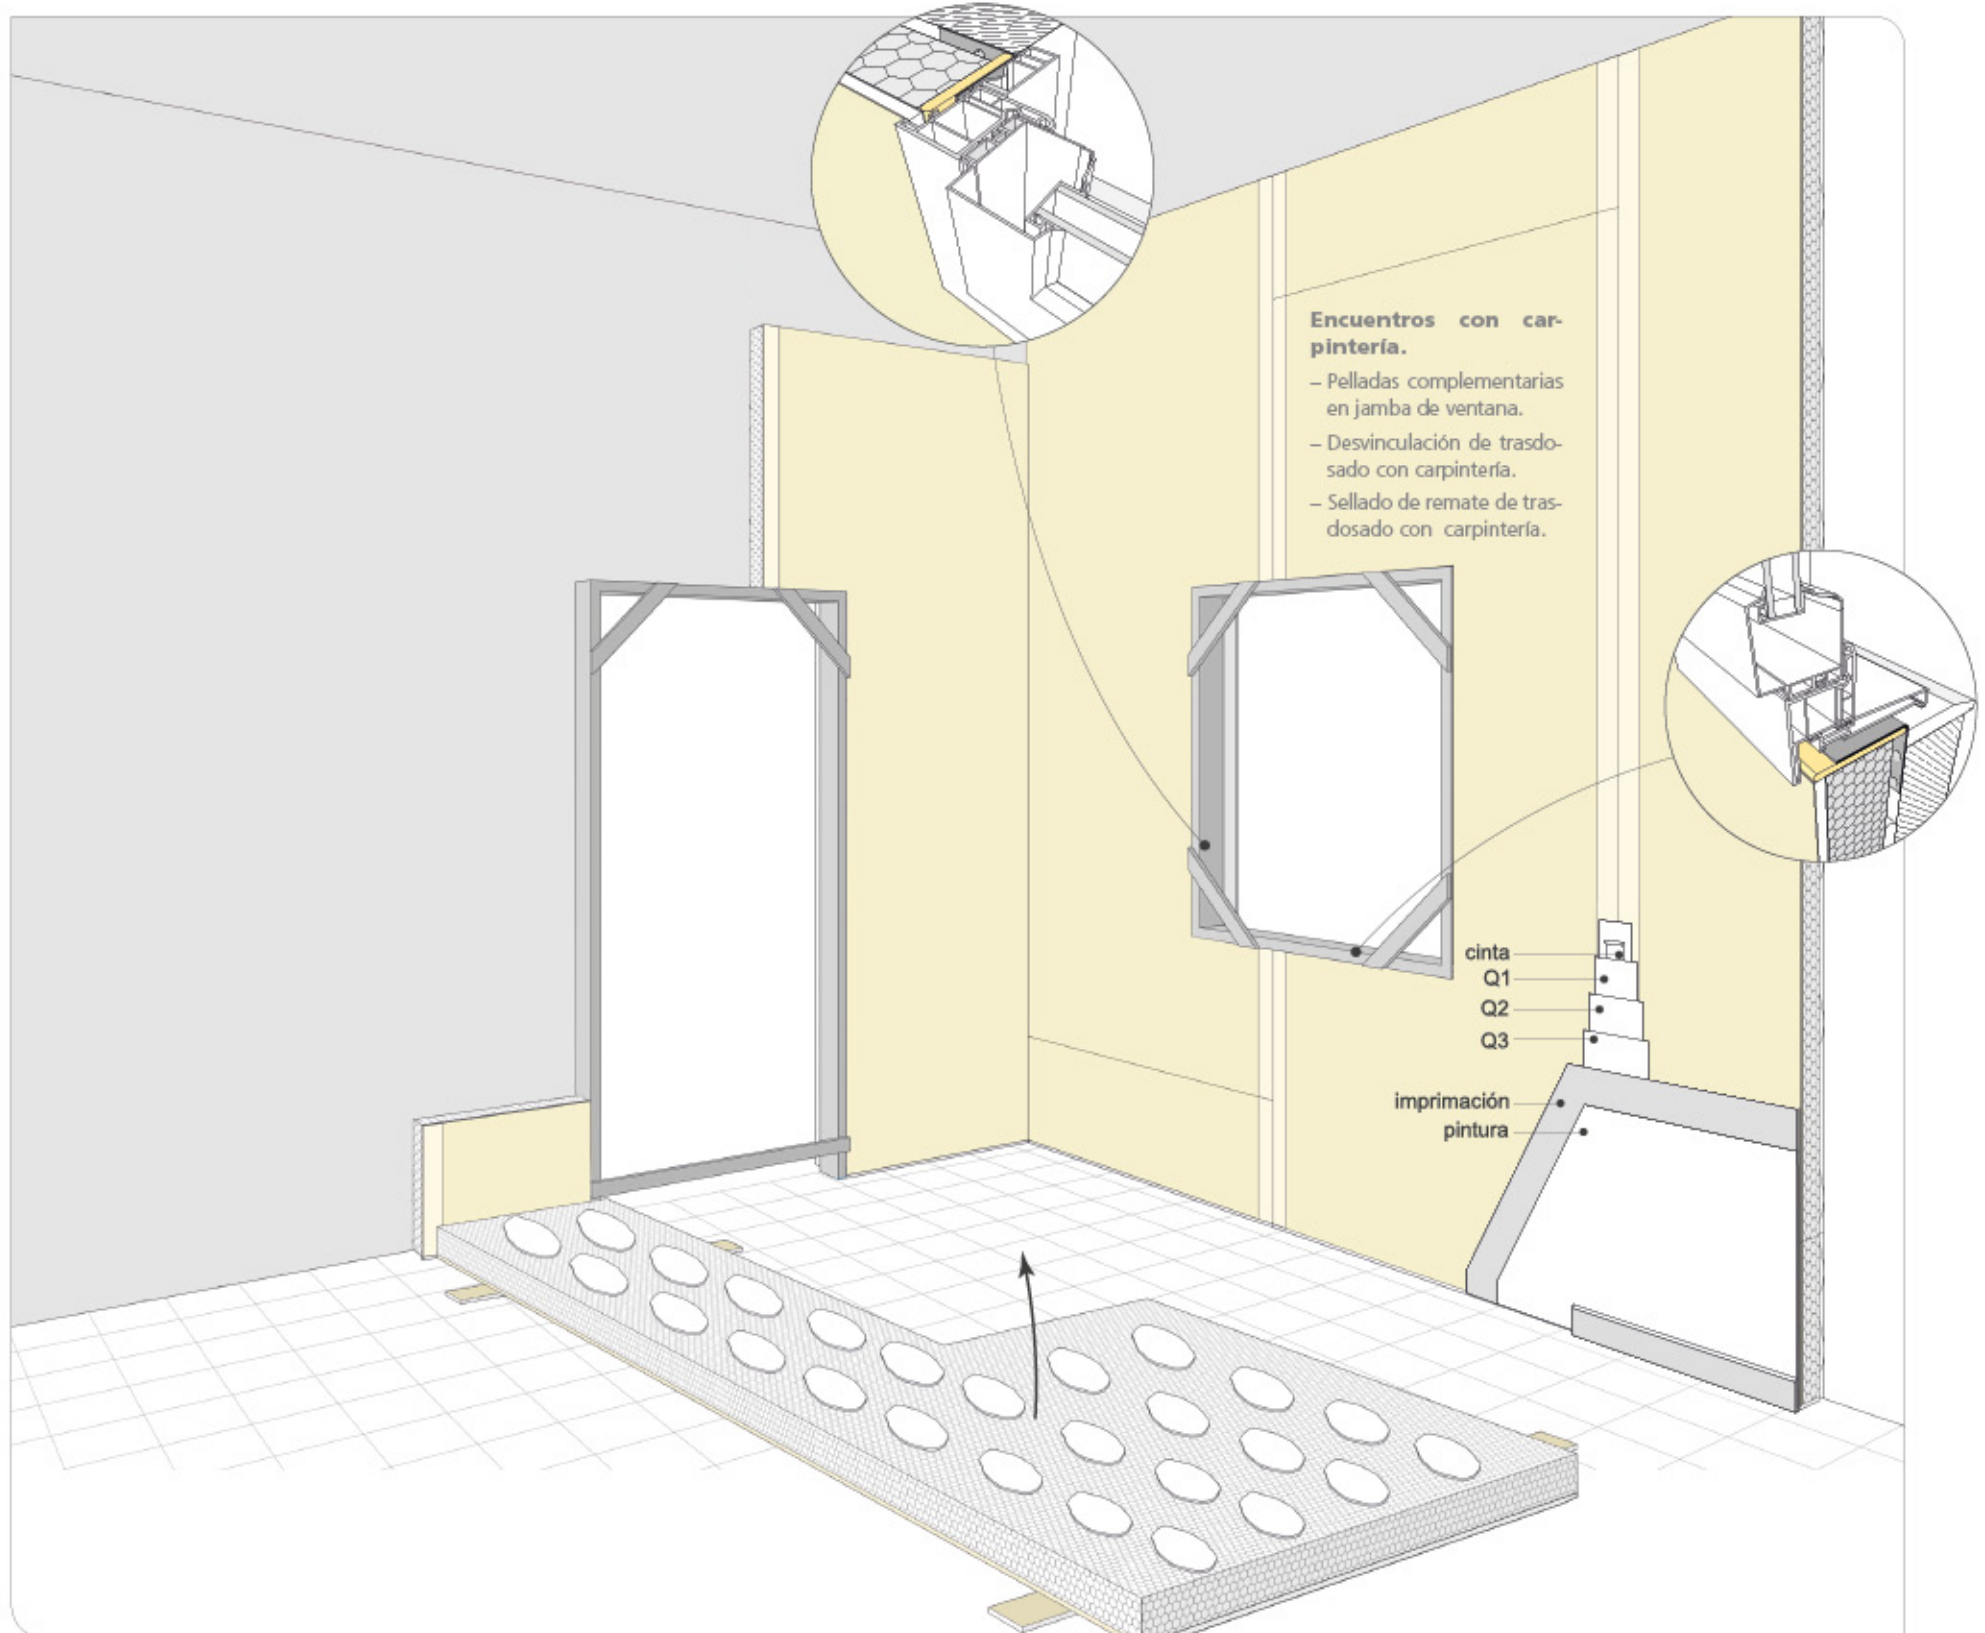 Encuentros con car-
pintería.
– Pelladas complementarias
en jamba de ventana.
– Desvinculación de trasdo-
sado con carpintería.
– Sellado de remate de tras-
dosado con carpintería.
cinta
Q1
Q2
Q3
imprimación
pintura